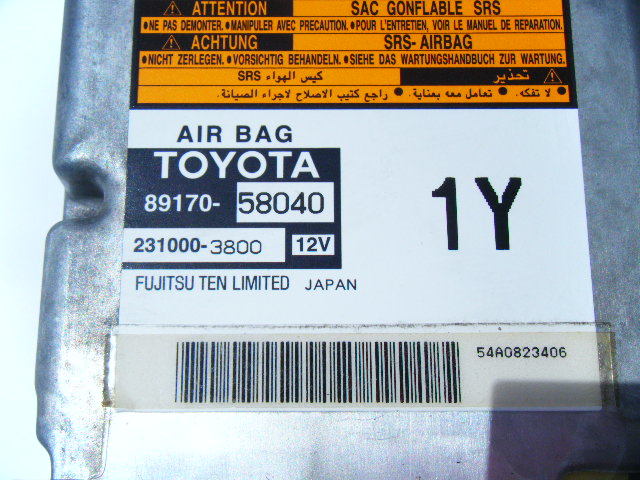 ATTENTION SAC GONFLABLE SRS
•NE PAS DEMONTER. •MANIPULER AVEC PRECAUTION. •POUR L'ENTRETIEN, VOIR LE MANUEL DE REPARATION.
ACHTUNG SRS-AIRBAG
•NICHT ZERLEGEN. •VORSICHTIG BEHANDELN. •SIEHE DAS WARTUNGSHANDBUCH ZUR WARTUNG.
تحذير كيس الهواء SRS
• لا تفكه. • تعامل معه بعناية. • راجع كتيب الاصلاح لاجراء الصيانة.
AIR BAG
TOYOTA
89170-58040
1Y
231000-3800 12V
FUJITSU TEN LIMITED JAPAN
54A0823406